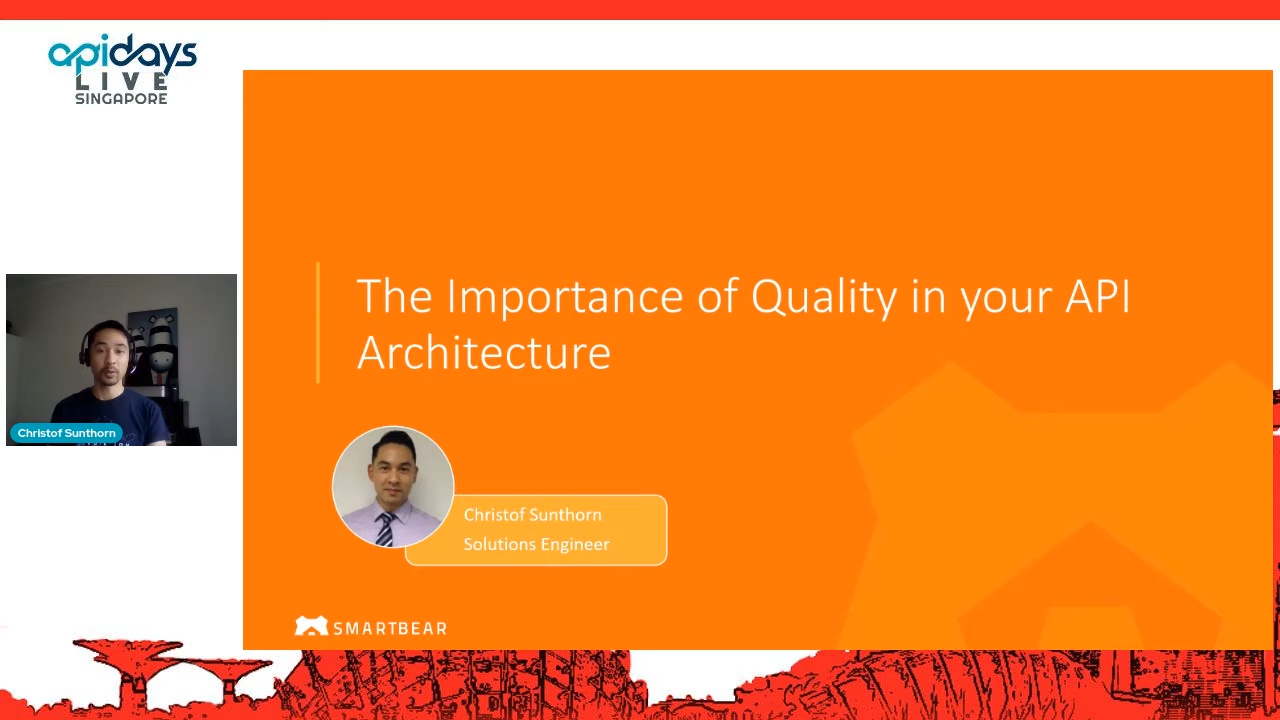 apidays
LIVE
SINGAPORE
The Importance of Quality in your API
Architecture
Christof Sunthorn
Christof Sunthorn
Solutions Engineer
SMARTBEAR